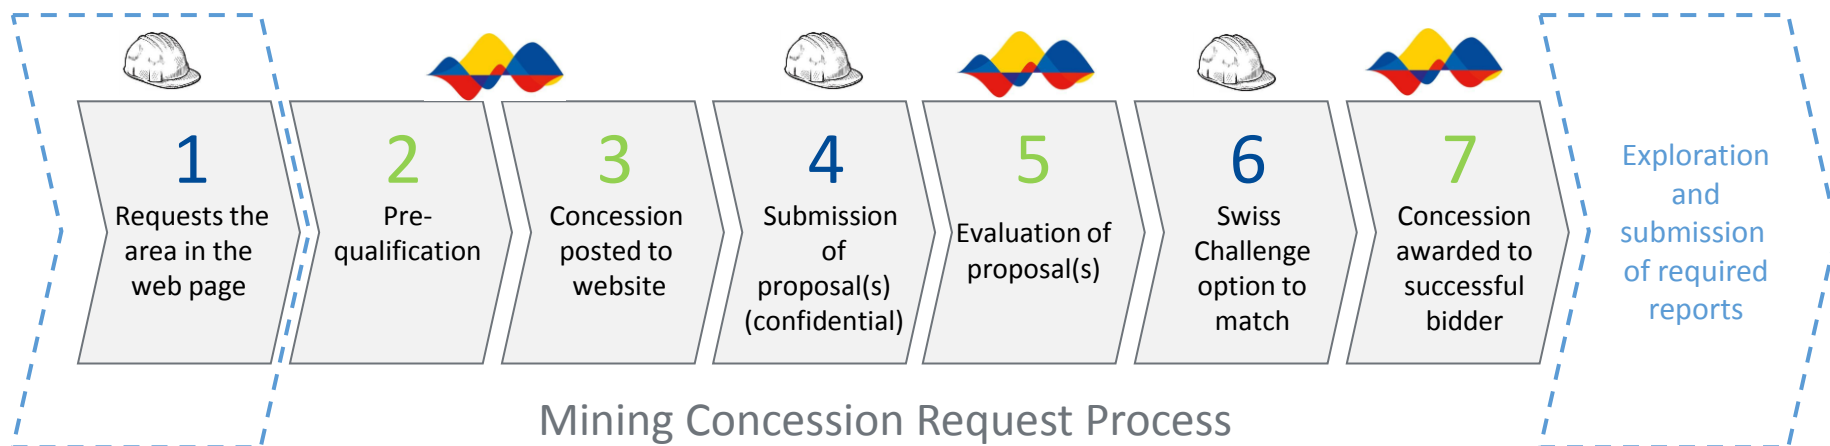 1
Requests the
area in the
web page
2
Pre-
qualification
3
Concession
posted to
website
4
Submission
of
proposal(s)
(confidential)
5
Evaluation of
proposal(s)
6
Swiss
Challenge
option to
match
7
Concession
awarded to
successful
bidder
Exploration
and
submission
of required
reports
Mining Concession Request Process